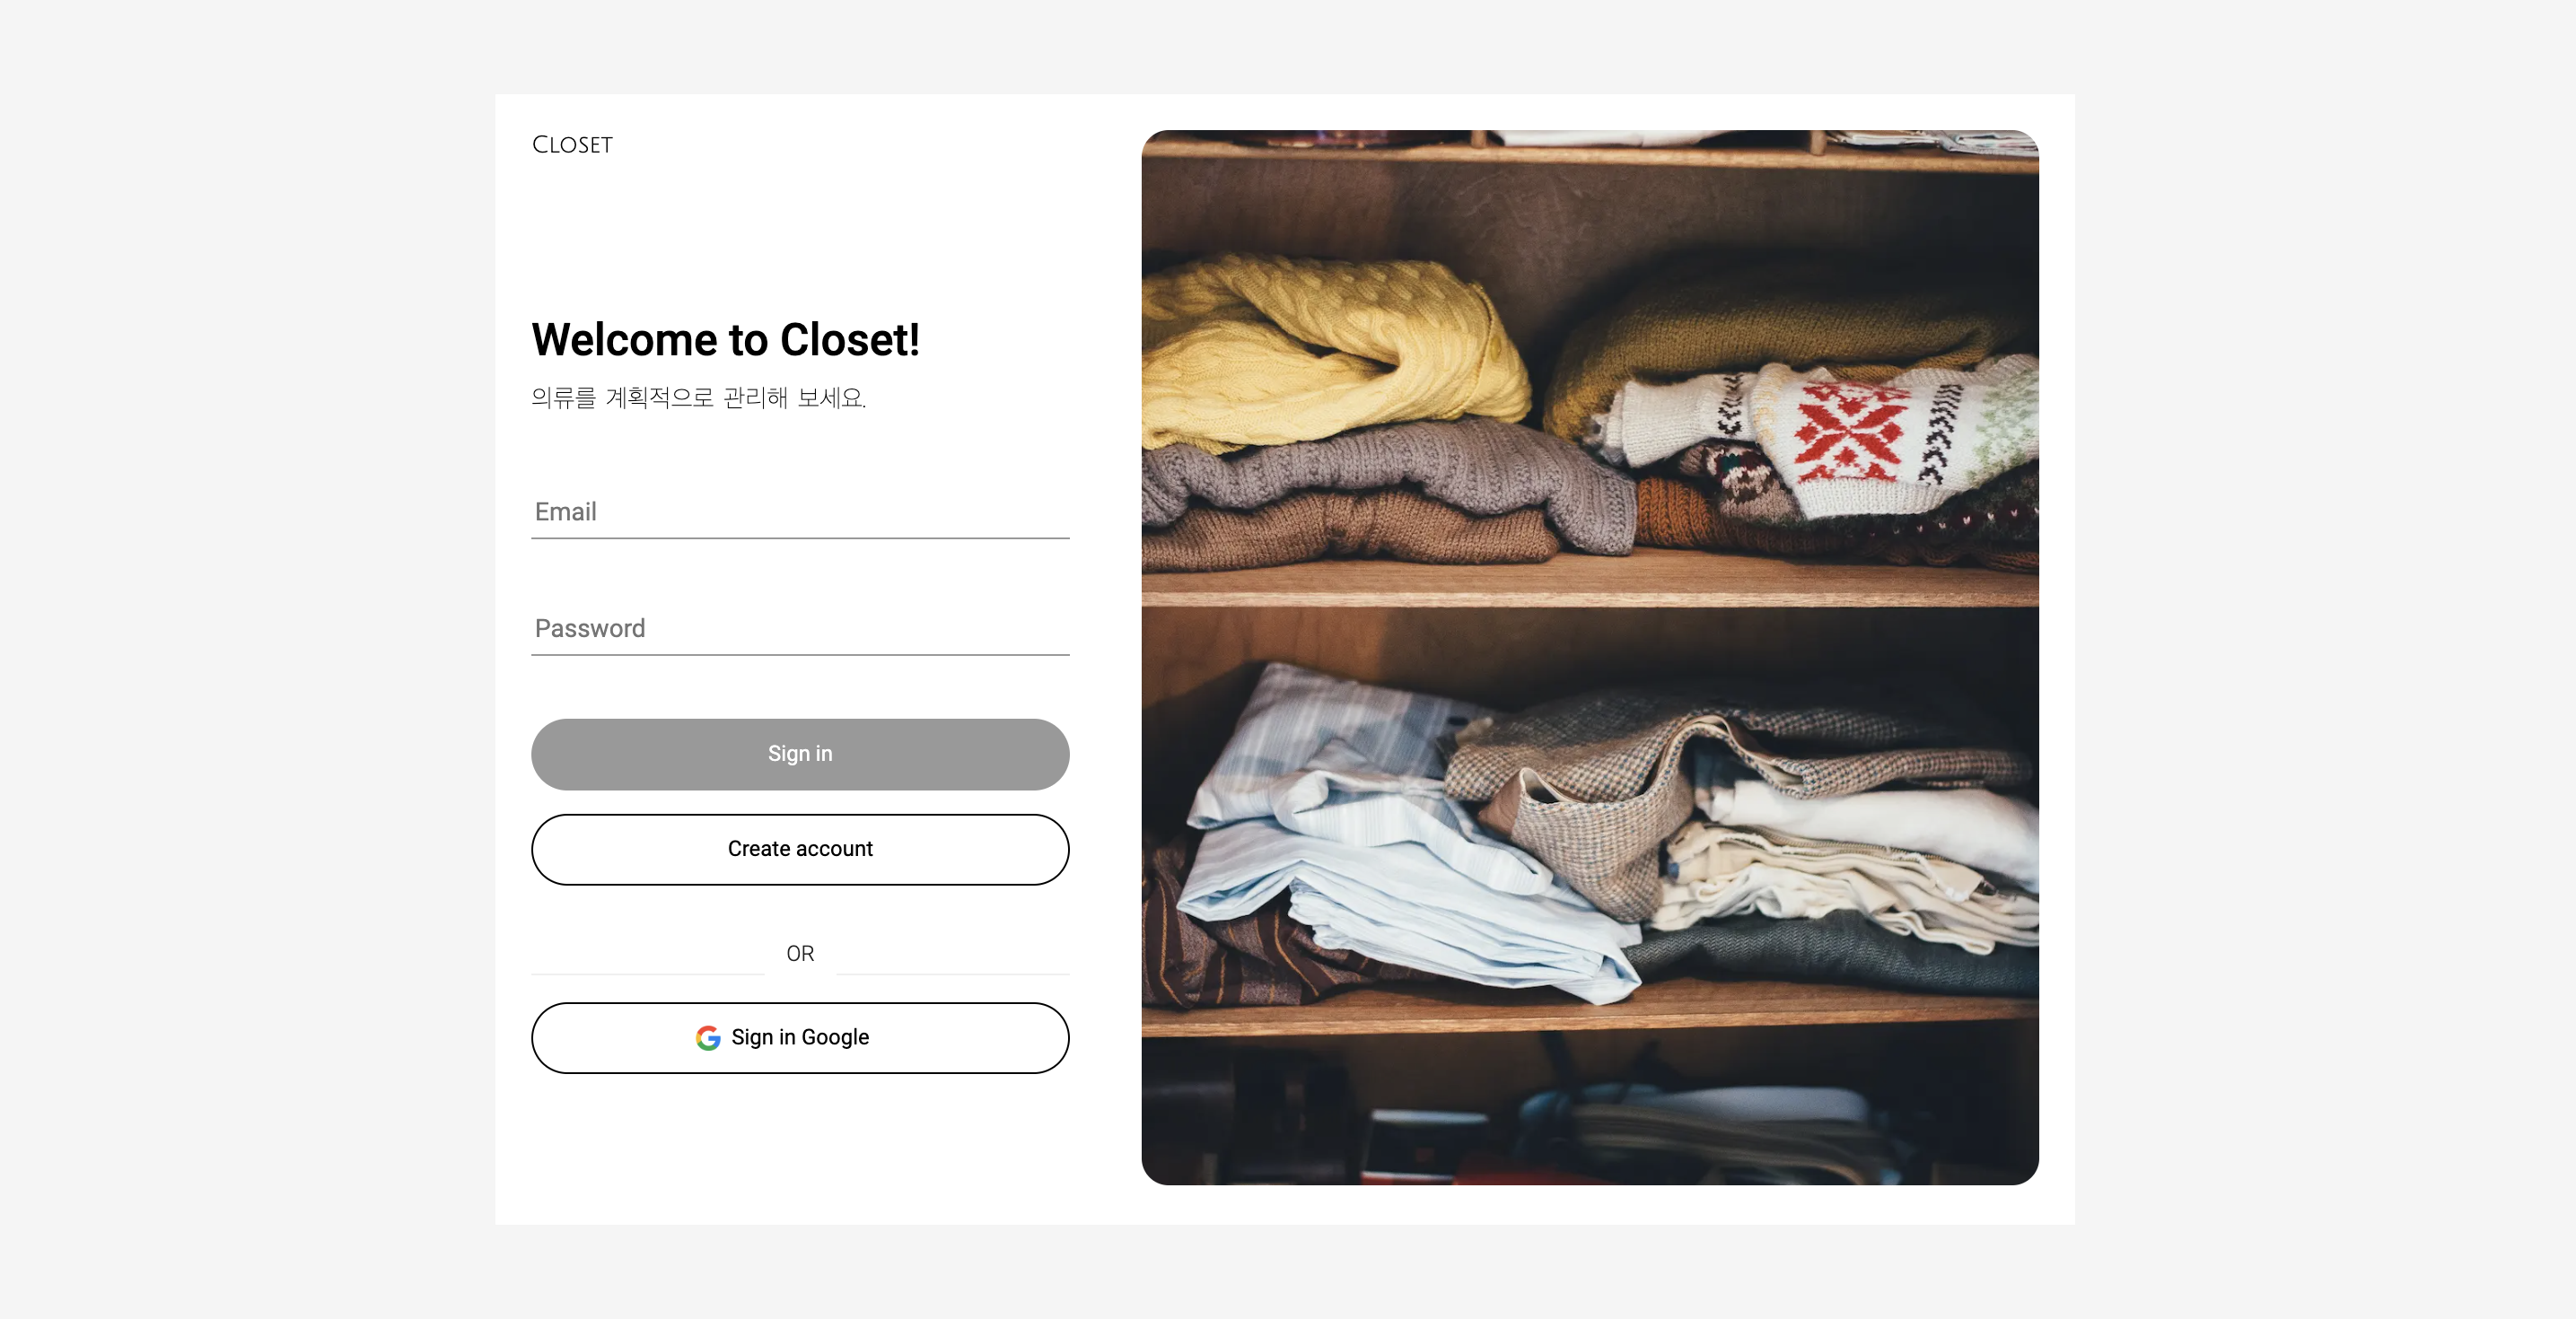 CLOSET
Welcome to Closet!
의류를 계획적으로 관리해 보세요.
Email
Password
Sign in
Create account
OR
Sign in Google